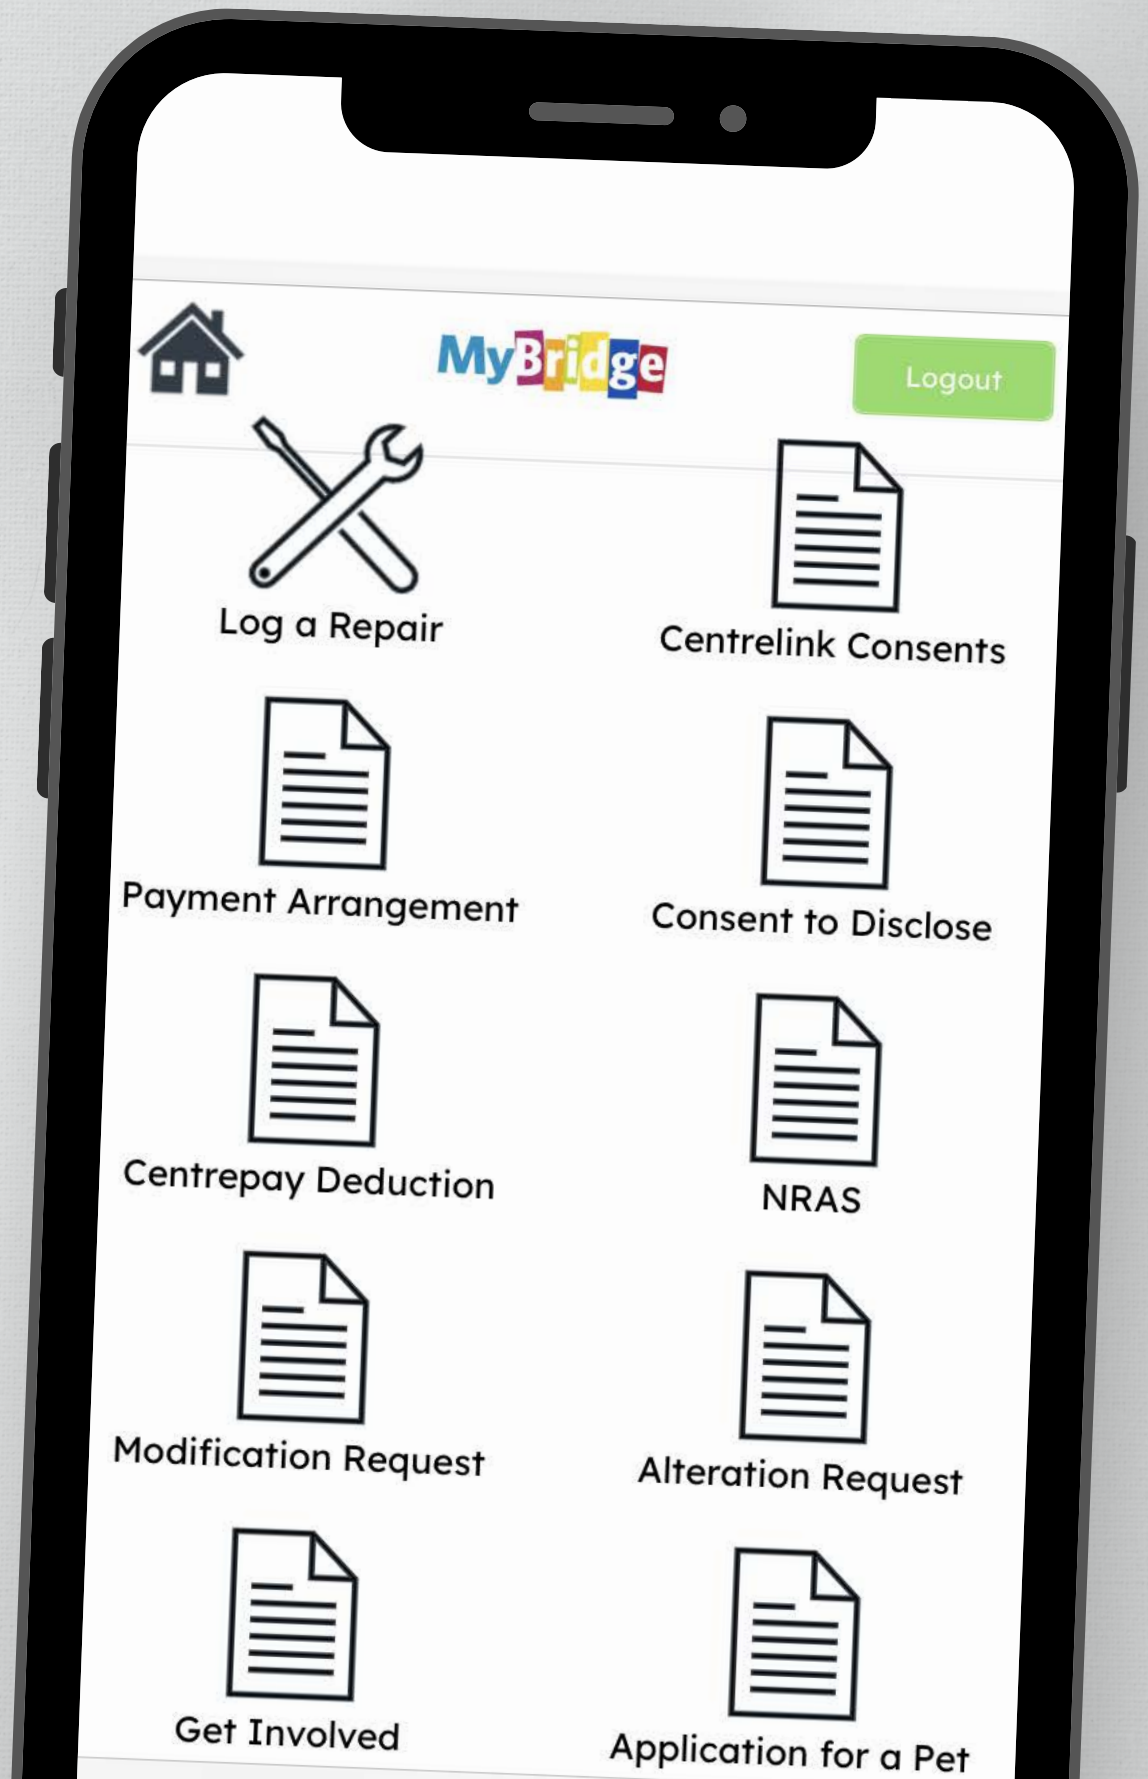 MyBridge
Logout
Log a Repair
Centrelink Consents
Payment Arrangement
Consent to Disclose
Centrepay Deduction
NRAS
Modification Request
Alteration Request
Get Involved
Application for a Pet